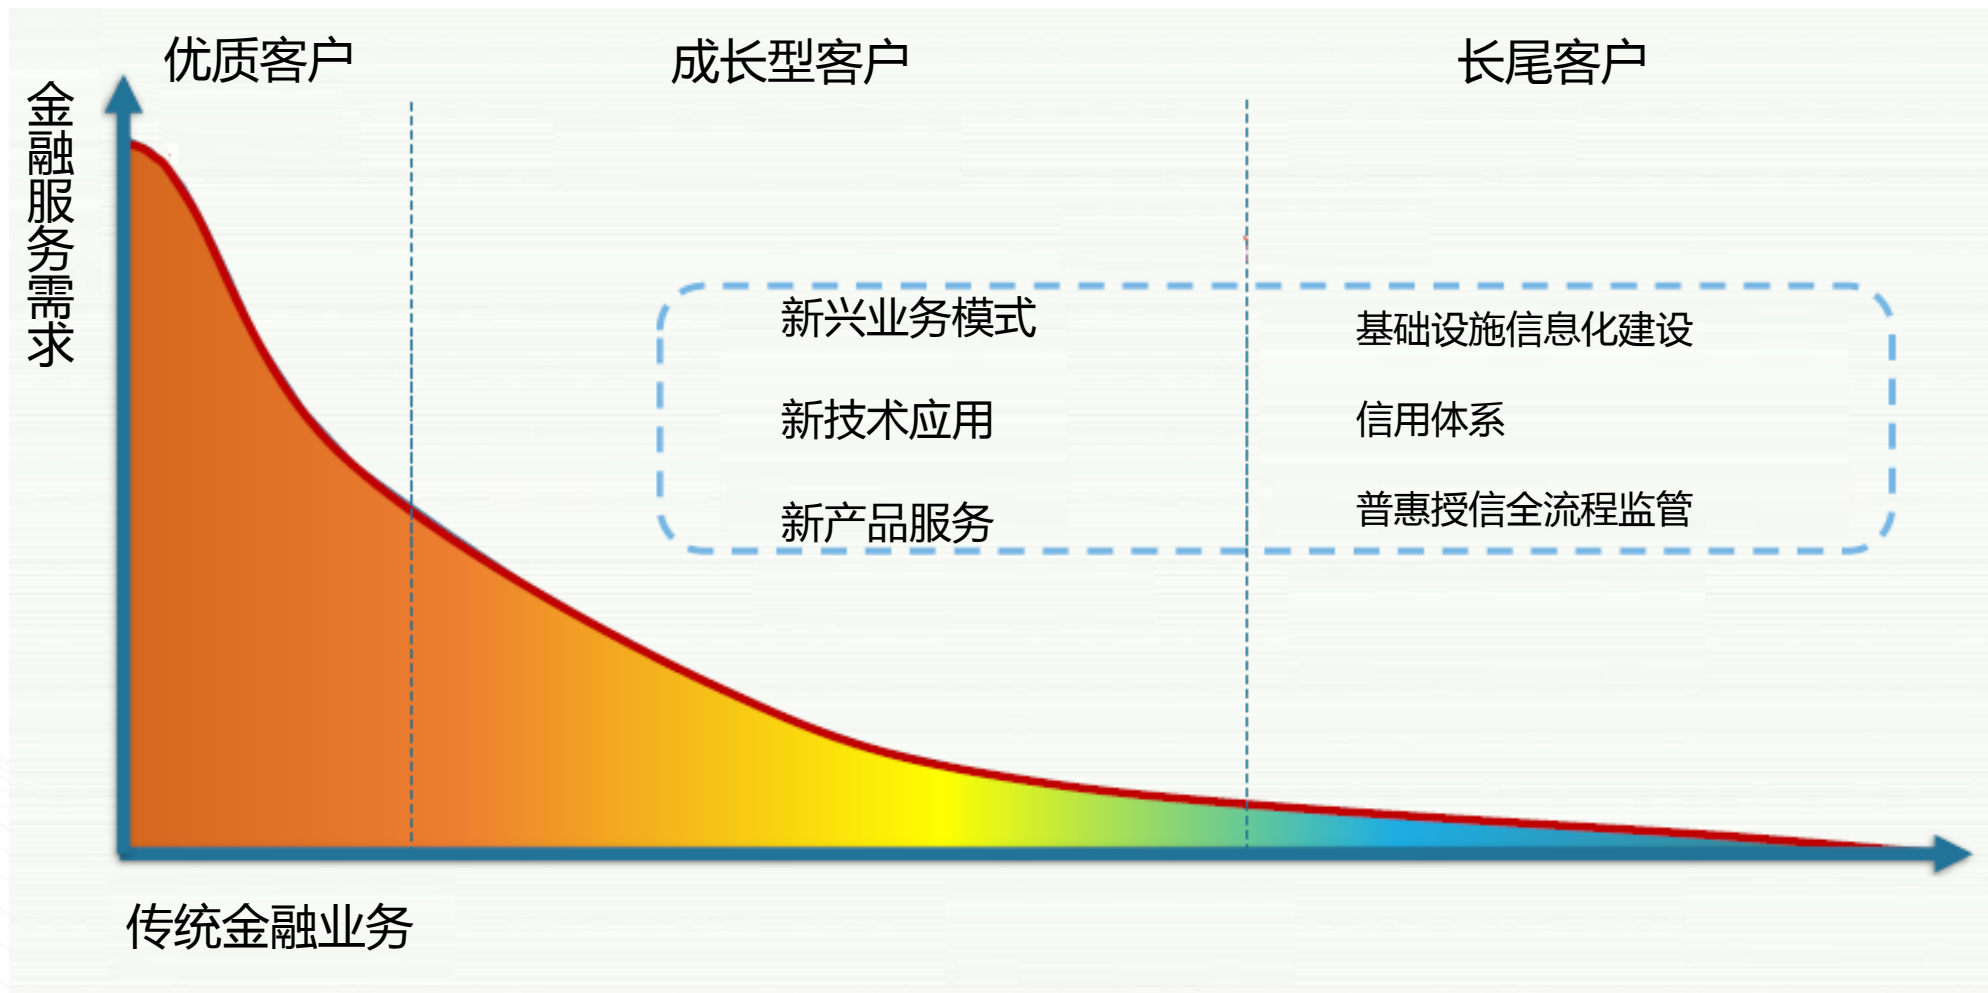 优质客户
成长型客户
长尾客户
金融服务需求
新兴业务模式
新技术应用
新产品服务
基础设施信息化建设
信用体系
普惠授信全流程监管
传统金融业务